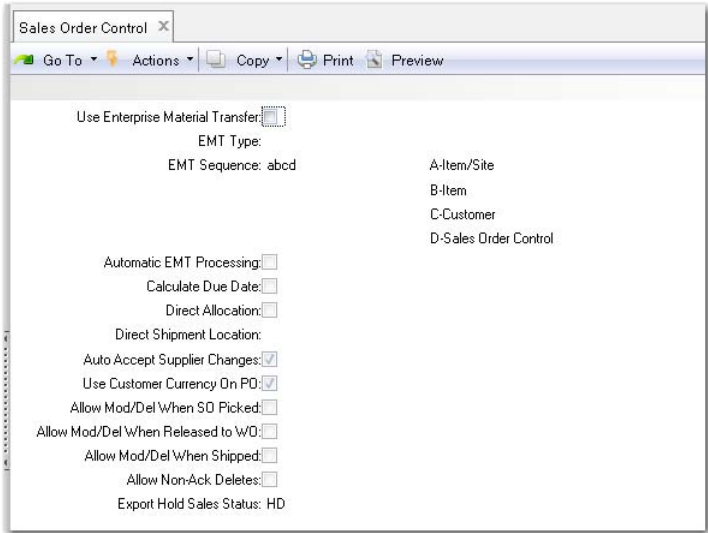 Sales Order Control
Go To Actions Copy Print Preview
Use Enterprise Material Transfer:
EMT Type:
EMT Sequence: abcd A-Item/Site
B-Item
C-Customer
D-Sales Order Control
Automatic EMT Processing:
Calculate Due Date:
Direct Allocation:
Direct Shipment Location:
Auto Accept Supplier Changes:
Use Customer Currency On PO:
Allow Mod/Del When SO Picked:
Allow Mod/Del When Released to WO:
Allow Mod/Del When Shipped:
Allow Non-Ack Deletes:
Export Hold Sales Status: HD